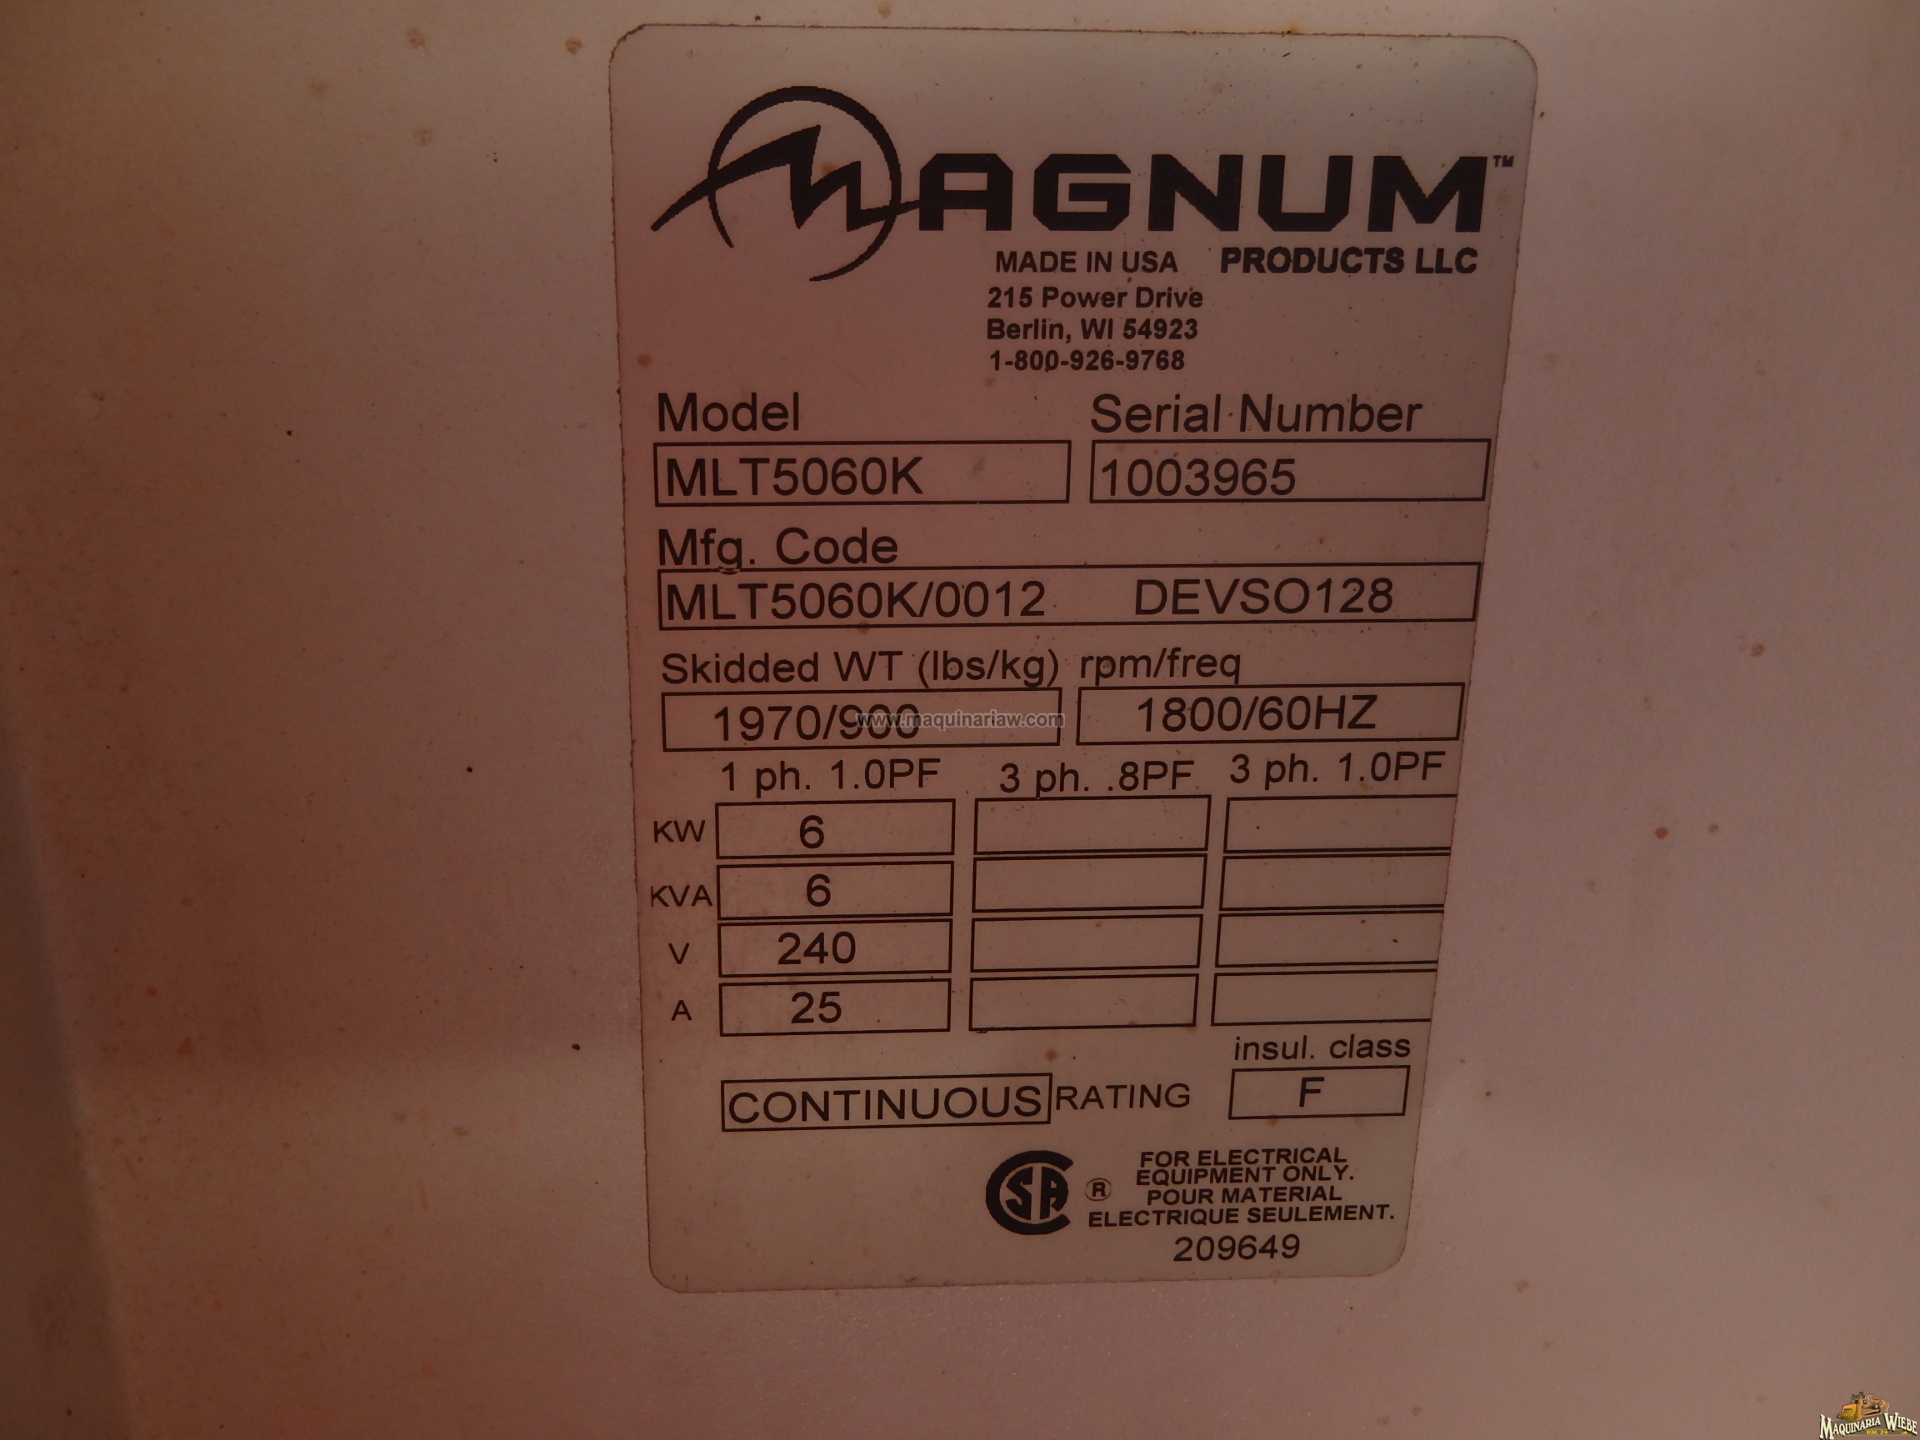 MAGNUM™
MADE IN USA PRODUCTS LLC
215 Power Drive
Berlin, WI 54923
1-800-926-9768
Model Serial Number
MLT5060K 1003965
Mfg. Code
MLT5060K/0012 DEVSO128
Skidded WT (lbs/kg) rpm/freq
1970/900 1800/60HZ
www.maquinariaw.com
1 ph. 1.0PF 3 ph. .8PF 3 ph. 1.0PF
KW 6
KVA 6
V 240
A 25
insul. class
CONTINUOUS RATING F
CSA ® FOR ELECTRICAL
EQUIPMENT ONLY.
POUR MATERIAL
ELECTRIQUE SEULEMENT.
209649
MAQUINARIA WIEBE